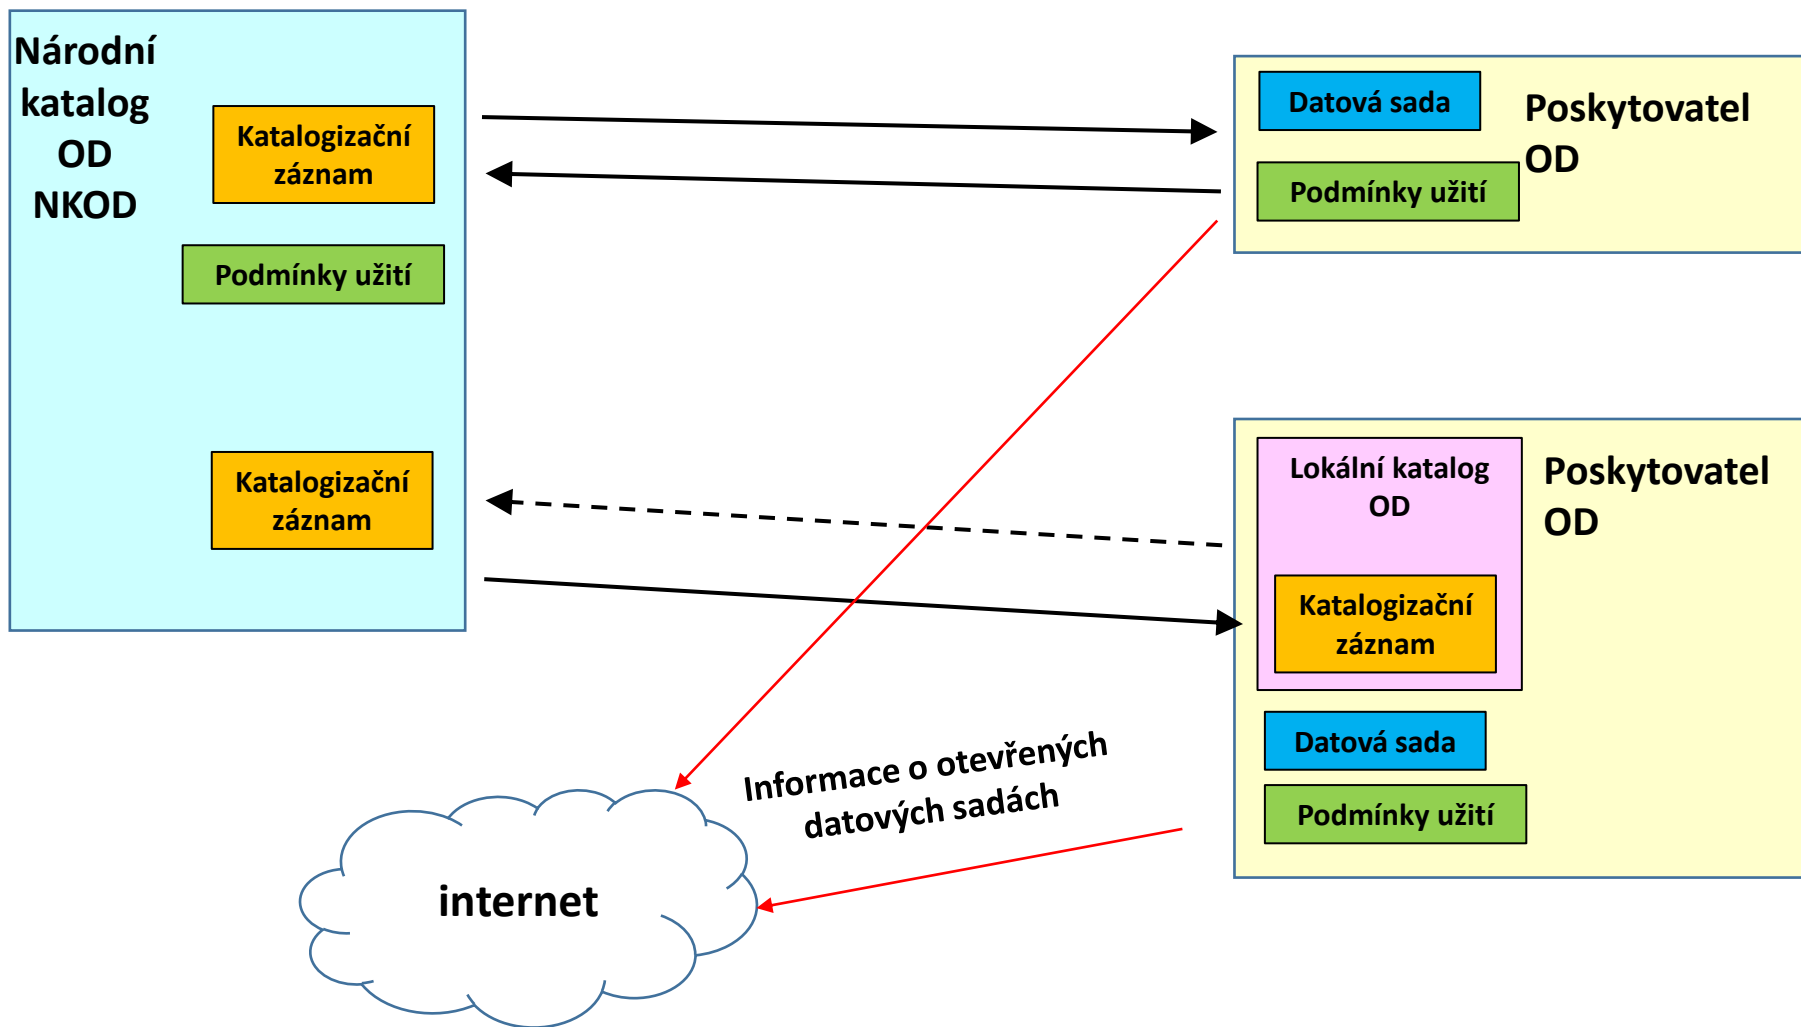 Národní
katalog
OD
NKOD
Katalogizační
záznam
Podmínky užití
Katalogizační
záznam
Datová sada
Podmínky užití
Poskytovatel
OD
Lokální katalog
OD
Katalogizační
záznam
Poskytovatel
OD
Datová sada
Podmínky užití
Informace o otevřených
datových sadách
internet